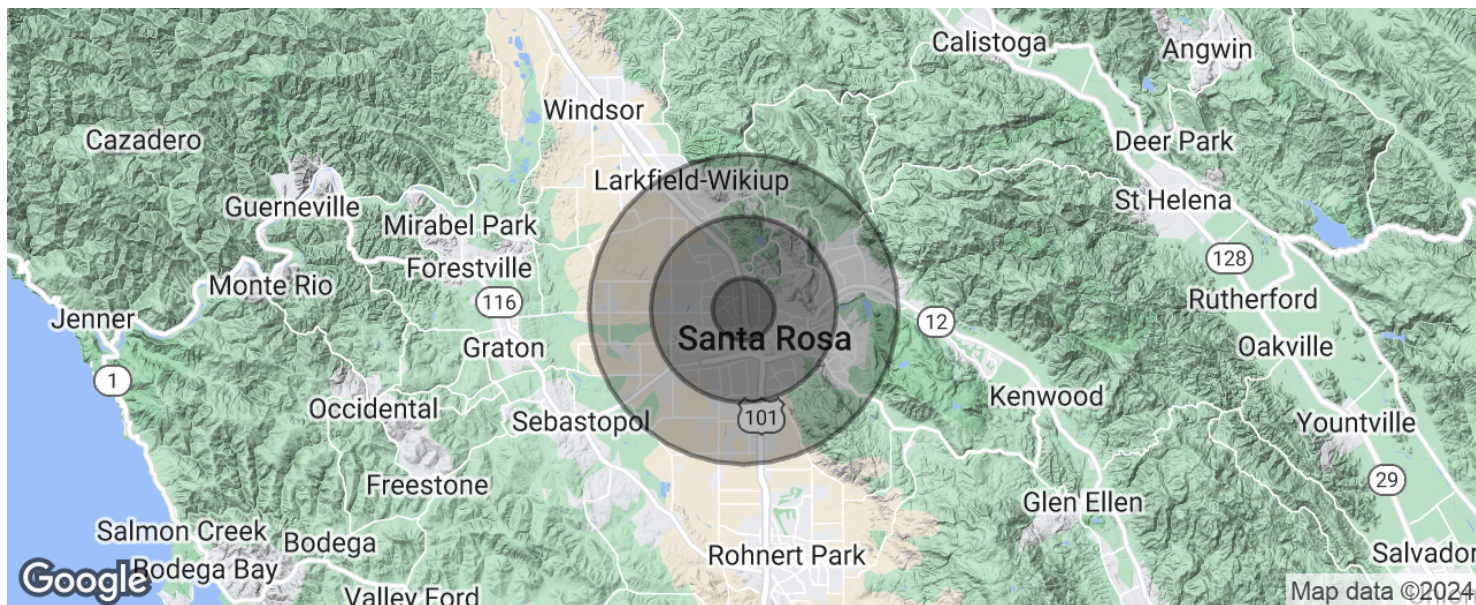 Calistoga
Angwin
Windsor
Cazadero
Deer Park
Larkfield-Wikiup
St Helena
Guerneville
Mirabel Park
128
Forestville
Monte Rio
116
Rutherford
Jenner
12
Santa Rosa
Graton
Oakville
1
Kenwood
Occidental
101
Sebastopol
Yountville
29
Freestone
Glen Ellen
Salmon Creek
Bodega
Rohnert Park
Salvador
Google
Bodega Bay
Valley Ford
Map data ©2024